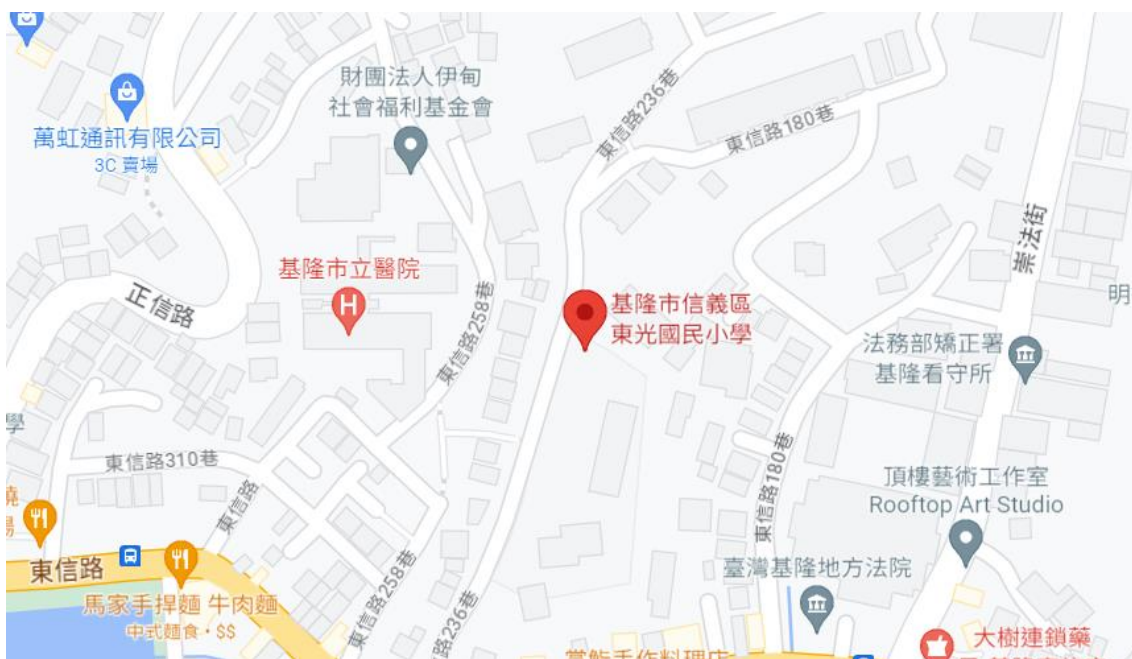 財團法人伊甸
社會福利基金會
萬虹通訊有限公司
3C 賣場
東信路236巷
東信路180巷
崇法街
基隆市立醫院
正信路
東信路258巷
基隆市信義區
東光國民小學
明
法務部矯正署
基隆看守所
學
東信路310巷
東信路
東信路180巷
頂樓藝術工作室
Rooftop Art Studio
東信路
馬家手捍麵 牛肉麵
中式麵食・$$
東信路258巷
236巷
臺灣基隆地方法院
大樹連鎖藥